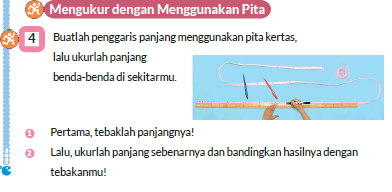 Mengukur dengan Menggunakan Pita
4 Buatlah penggaris panjang menggunakan pita kertas,
lalu ukurlah panjang
benda-benda di sekitarmu.
1 Pertama, tebaklah panjangnya!
2 Lalu, ukurlah panjang sebenarnya dan bandingkan hasilnya dengan
tebakanmu!